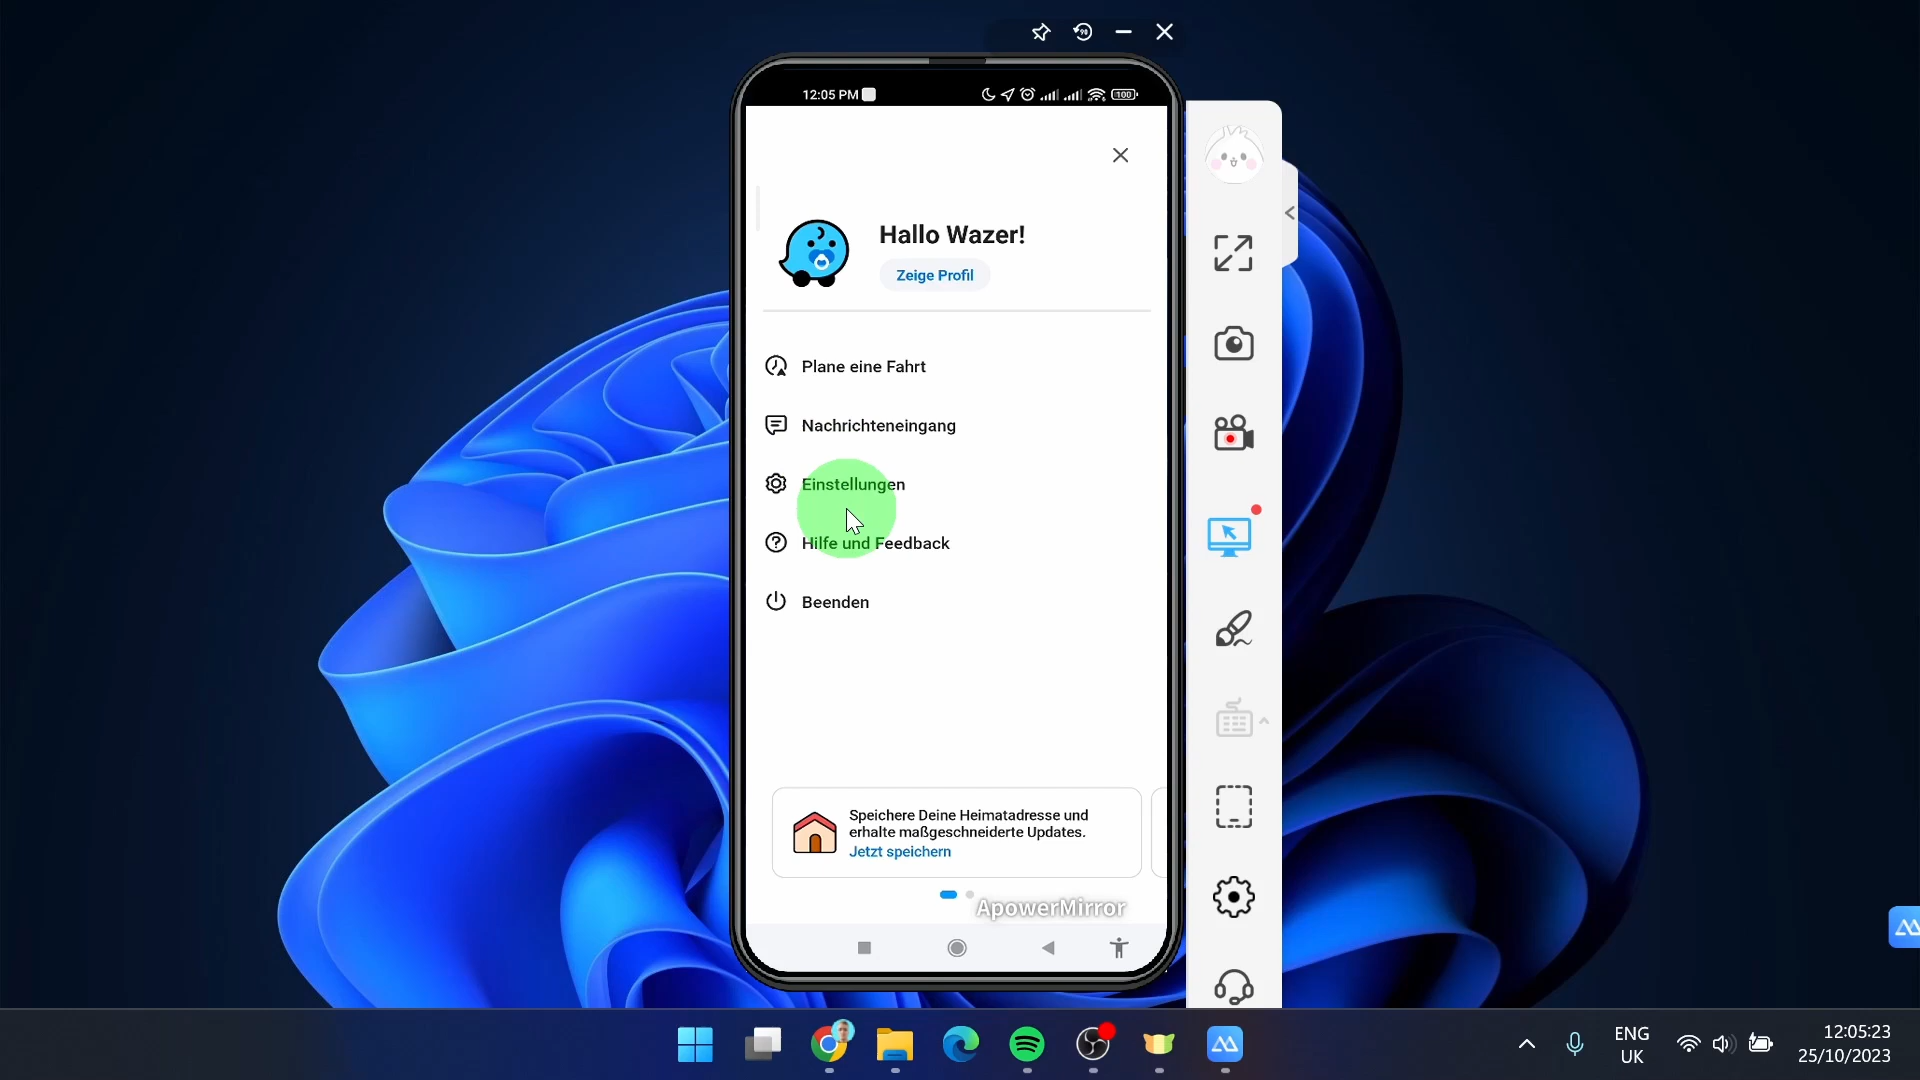 12:05 PM
100
Hallo Wazer!
Zeige Profil
Plane eine Fahrt
Nachrichteneingang
Einstellungen
Hilfe und Feedback
Beenden
Speichere Deine Heimatadresse und
erhalte maßgeschneiderte Updates.
Jetzt speichern
ApowerMirror
ENG
UK
12:05:23
25/10/2023